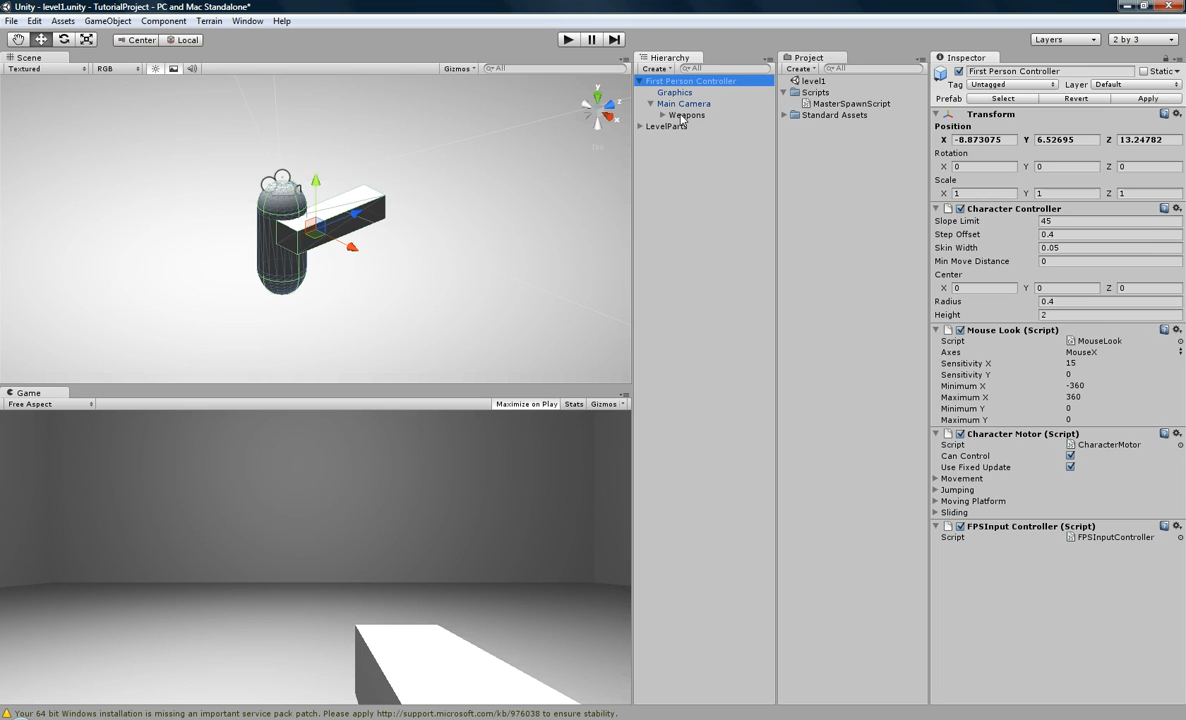 Unity - level1.unity - TutorialProject - PC and Mac Standalone*
File Edit Assets GameObject Component Terrain Window Help
Center Local Layers 2 by 3
Scene
Textured RGB Gizmos All
y
z
Game
Free Aspect Maximize on Play Stats Gizmos
Hierarchy
Create All
First Person Controller
Graphics
Main Camera
Weapons
LevelParts
Project
Create All
level1
Scripts
MasterSpawnScript
Standard Assets
Inspector
First Person Controller Static
Tag Untagged Layer Default
Prefab Select Revert Apply
Transform
Position
X -8.873075 Y 6.52695 Z 13.24782
Rotation
X 0 Y 0 Z 0
Scale
X 1 Y 1 Z 1
Character Controller
Slope Limit 45
Step Offset 0.4
Skin Width 0.05
Min Move Distance 0
Center
X 0 Y 0 Z 0
Radius 0.4
Height 2
Mouse Look (Script)
Script MouseLook
Axes MouseX
Sensitivity X 15
Sensitivity Y 0
Minimum X -360
Maximum X 360
Minimum Y 0
Maximum Y 0
Character Motor (Script)
Script CharacterMotor
Can Control
Use Fixed Update
Movement
Jumping
Moving Platform
Sliding
FPSInput Controller (Script)
Script FPSInputController
Your 64 bit Windows installation is missing an important service pack patch. Please apply http://support.microsoft.com/kb/976038 to ensure stability.